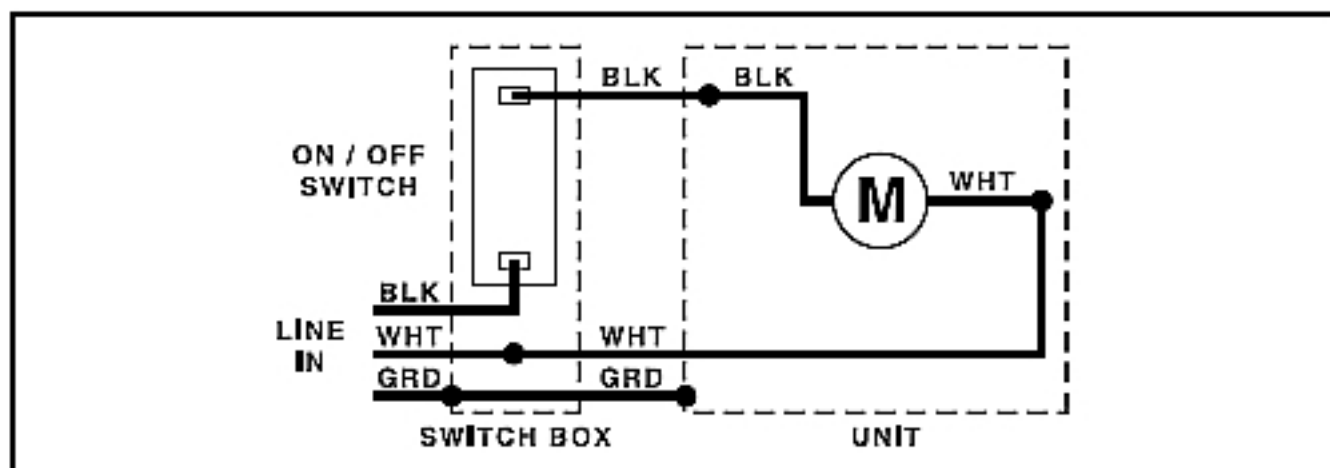 BLK BLK
ON / OFF
SWITCH
M
WHT
BLK
LINE
IN
WHT WHT
GRD GRD
SWITCH BOX UNIT